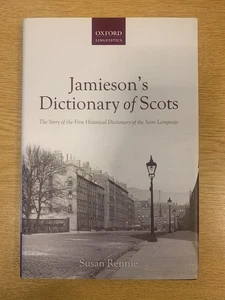 OXFORD
LINGUISTICS
Jamieson's
Dictionary of Scots
The Story of the First Historical Dictionary of the Scots Language
Susan Rennie